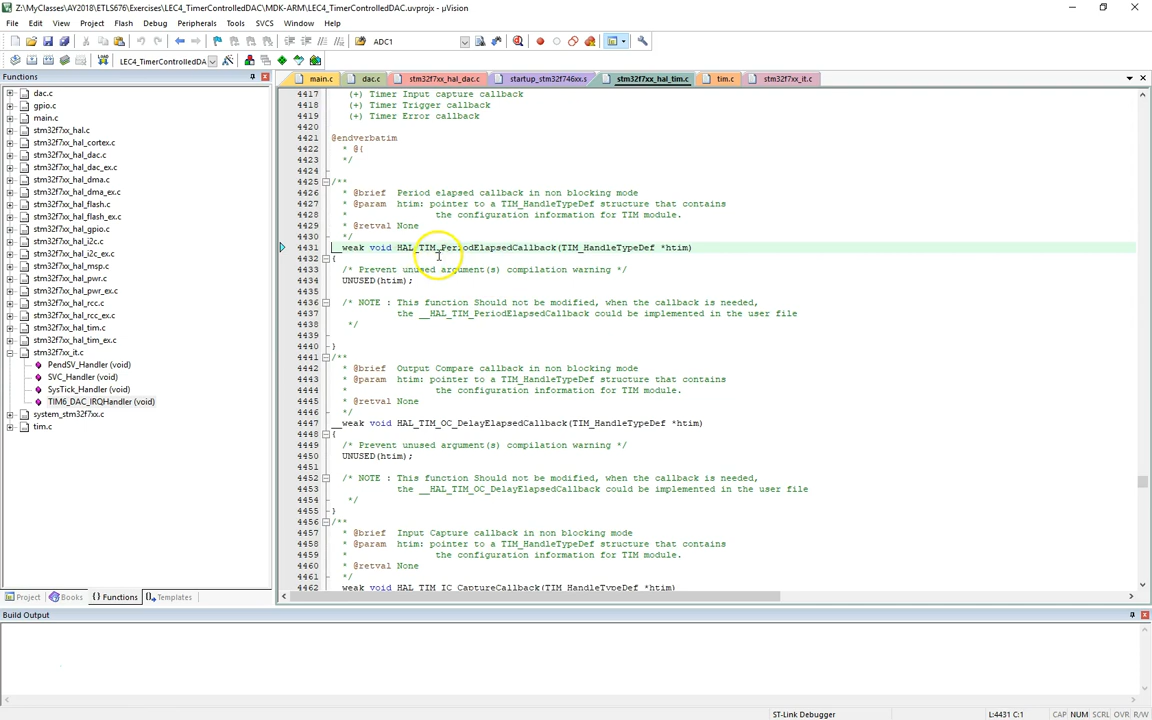 Z:\MyClasses\AY2018\ETLS676\Exercises\LEC4_TimerControlledDAC\MDK-ARM\LEC4_TimerControlledDAC.uvprojx - µVision
File Edit View Project Flash Debug Peripherals Tools SVCS Window Help
ADC1
LEC4_TimerControlledDA
Functions
main.c dac.c stm32f7xx_hal_dac.c startup_stm32f746xx.s stm32f7xx_hal_tim.c tim.c stm32f7xx_it.c
dac.c
gpio.c
main.c
stm32f7xx_hal.c
stm32f7xx_hal_cortex.c
stm32f7xx_hal_dac.c
stm32f7xx_hal_dac_ex.c
stm32f7xx_hal_dma.c
stm32f7xx_hal_dma_ex.c
stm32f7xx_hal_flash.c
stm32f7xx_hal_flash_ex.c
stm32f7xx_hal_gpio.c
stm32f7xx_hal_i2c.c
stm32f7xx_hal_i2c_ex.c
stm32f7xx_hal_msp.c
stm32f7xx_hal_pwr.c
stm32f7xx_hal_pwr_ex.c
stm32f7xx_hal_rcc.c
stm32f7xx_hal_rcc_ex.c
stm32f7xx_hal_tim.c
stm32f7xx_hal_tim_ex.c
stm32f7xx_it.c
PendSV_Handler (void)
SVC_Handler (void)
SysTick_Handler (void)
TIM6_DAC_IRQHandler (void)
system_stm32f7xx.c
tim.c
Project Books {} Functions Templates
4417 (+) Timer Input capture callback
4418 (+) Timer Trigger callback
4419 (+) Timer Error callback
4420
4421 @endverbatim
4422 * @{
4423 */
4424
4425 /**
4426 * @brief Period elapsed callback in non blocking mode
4427 * @param htim: pointer to a TIM_HandleTypeDef structure that contains
4428 * the configuration information for TIM module.
4429 * @retval None
4430 */
4431 __weak void HAL_TIM_PeriodElapsedCallback(TIM_HandleTypeDef *htim)
4432 {
4433 /* Prevent unused argument(s) compilation warning */
4434 UNUSED(htim);
4435
4436 /* NOTE : This function Should not be modified, when the callback is needed,
4437 the __HAL_TIM_PeriodElapsedCallback could be implemented in the user file
4438 */
4439
4440 }
4441 /**
4442 * @brief Output Compare callback in non blocking mode
4443 * @param htim: pointer to a TIM_HandleTypeDef structure that contains
4444 * the configuration information for TIM module.
4445 * @retval None
4446 */
4447 __weak void HAL_TIM_OC_DelayElapsedCallback(TIM_HandleTypeDef *htim)
4448 {
4449 /* Prevent unused argument(s) compilation warning */
4450 UNUSED(htim);
4451
4452 /* NOTE : This function Should not be modified, when the callback is needed,
4453 the __HAL_TIM_OC_DelayElapsedCallback could be implemented in the user file
4454 */
4455 }
4456 /**
4457 * @brief Input Capture callback in non blocking mode
4458 * @param htim: pointer to a TIM_HandleTypeDef structure that contains
4459 * the configuration information for TIM module.
4460 * @retval None
4461 */
4462 __weak void HAL_TIM_IC_CaptureCallback(TIM_HandleTypeDef *htim)
Build Output
ST-Link Debugger L:4431 C:1 CAP NUM SCRL OVR R/W